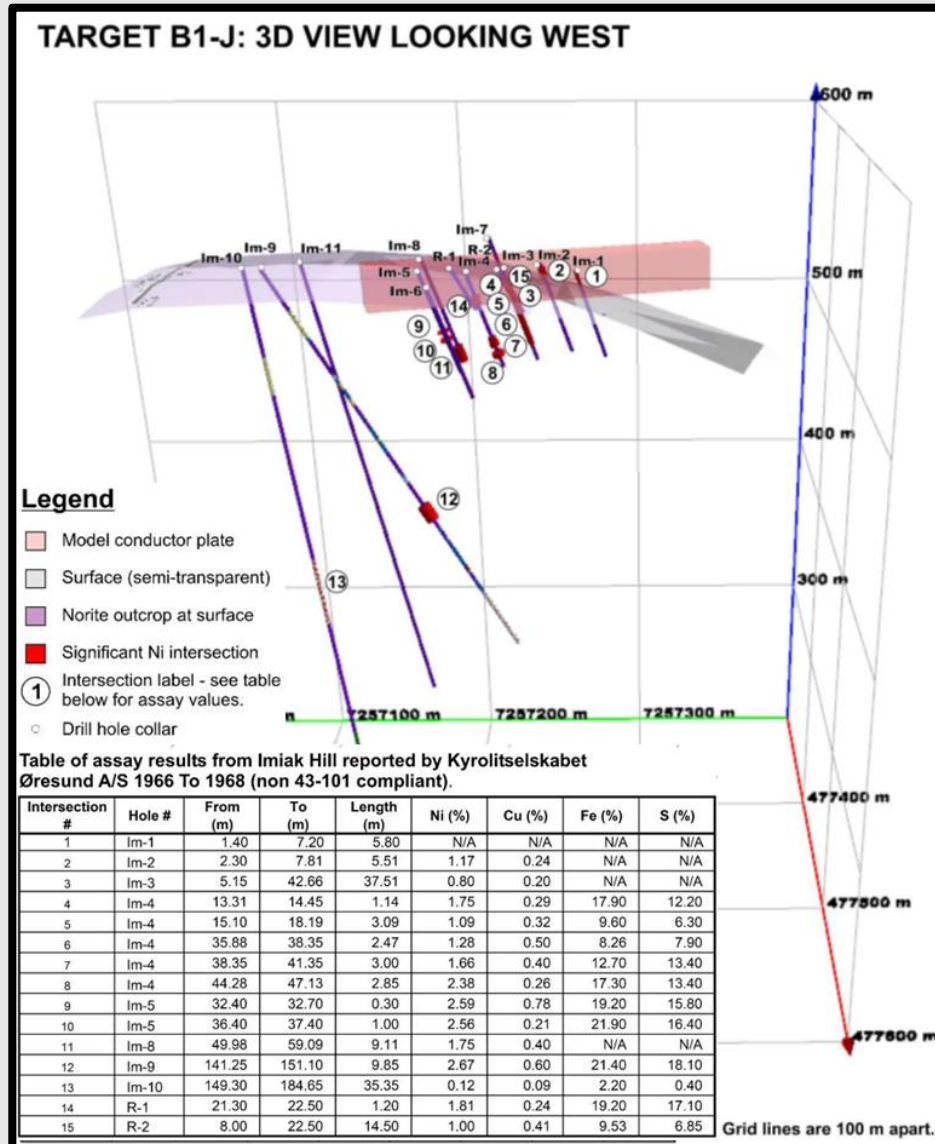 TARGET B1-J: 3D VIEW LOOKING WEST
600 m
Im-7
Im-9
Im-11
Im-8
R-2
Im-10
R-1
Im-4
Im-3
Im-2
Im-1
Im-5
Im-6
4
15
2
1
500 m
14
5
3
9
6
10
7
11
8
400 m
12
13
300 m
Legend
Model conductor plate
Surface (semi-transparent)
Norite outcrop at surface
Significant Ni intersection
1 Intersection label - see table
below for assay values.
Drill hole collar
7257100 m
7257200 m
7257300 m
477400 m
477500 m
477600 m
Table of assay results from Imiak Hill reported by Kyrolitselskabet
Øresund A/S 1966 To 1968 (non 43-101 compliant).
Intersection # Hole # From (m) To (m) Length (m) Ni (%) Cu (%) Fe (%) S (%)
1 Im-1 1.40 7.20 5.80 N/A N/A N/A N/A
2 Im-2 2.30 7.81 5.51 1.17 0.24 N/A N/A
3 Im-3 5.15 42.66 37.51 0.80 0.20 N/A N/A
4 Im-4 13.31 14.45 1.14 1.75 0.29 17.90 12.20
5 Im-4 15.10 18.19 3.09 1.09 0.32 9.60 6.30
6 Im-4 35.88 38.35 2.47 1.28 0.50 8.26 7.90
7 Im-4 38.35 41.35 3.00 1.66 0.40 12.70 13.40
8 Im-4 44.28 47.13 2.85 2.38 0.26 17.30 13.40
9 Im-5 32.40 32.70 0.30 2.59 0.78 19.20 15.80
10 Im-5 36.40 37.40 1.00 2.56 0.21 21.90 16.40
11 Im-8 49.98 59.09 9.11 1.75 0.40 N/A N/A
12 Im-9 141.25 151.10 9.85 2.67 0.60 21.40 18.10
13 Im-10 149.30 184.65 35.35 0.12 0.09 2.20 0.40
14 R-1 21.30 22.50 1.20 1.81 0.24 19.20 17.10
15 R-2 8.00 22.50 14.50 1.00 0.41 9.53 6.85
Grid lines are 100 m apart.